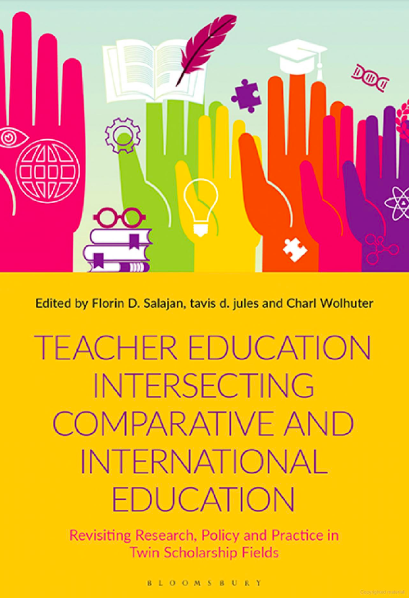 Edited by Florin D. Salajan, tavis d. jules and Charl Wolhuter
TEACHER EDUCATION
INTERSECTING
COMPARATIVE AND
INTERNATIONAL
EDUCATION
Revisiting Research, Policy and Practice in
Twin Scholarship Fields
BLOOMSBURY